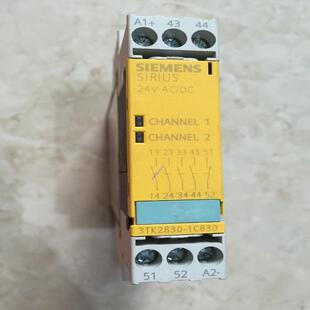 A1+ 43 44
SIEMENS
SIRIUS
24V AC/DC
CHANNEL 1
CHANNEL 2
13 23 33 43 51
14 24 34 44 52
3TK2830-1CB30
51 52 A2-